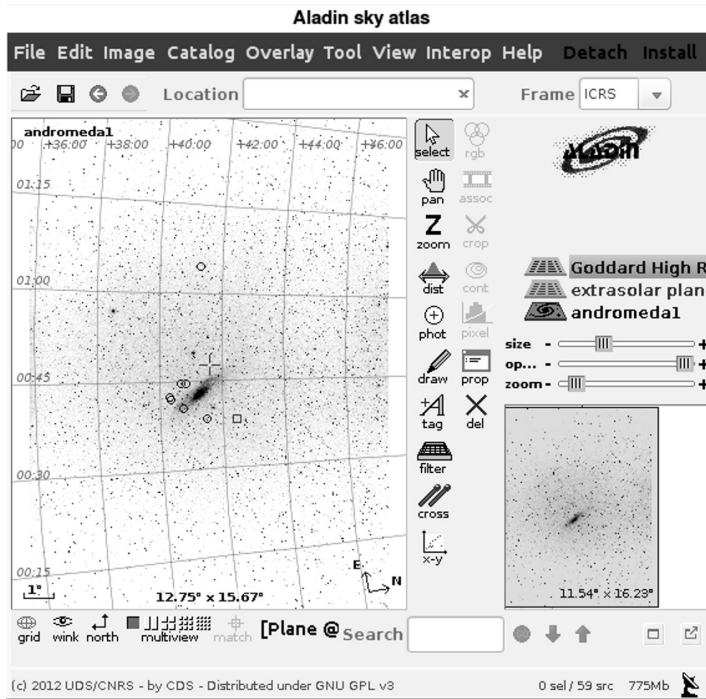 Aladin sky atlas
File Edit Image Catalog Overlay Tool View Interop Help Detach Install
Location Frame ICRS
andromeda1
00 +36:00 +38:00 +40:00 +42:00 +44:00 +46:00
01:15
01:00
00:45
00:30
00:15
1°
12.75° x 15.67°
E
N
select rgb
pan assoc
Z
zoom crop
dist cont
phot pixel
draw prop
+A
tag del
filter
cross
x-y
Aladin
Goddard High R
extrasolar plan
andromeda1
size - +
op... - +
zoom - +
11.54° x 16.23°
grid wink north multiview match [Plane @ Search
(c) 2012 UDS/CNRS - by CDS - Distributed under GNU GPL v3 0 sel / 59 src 775Mb